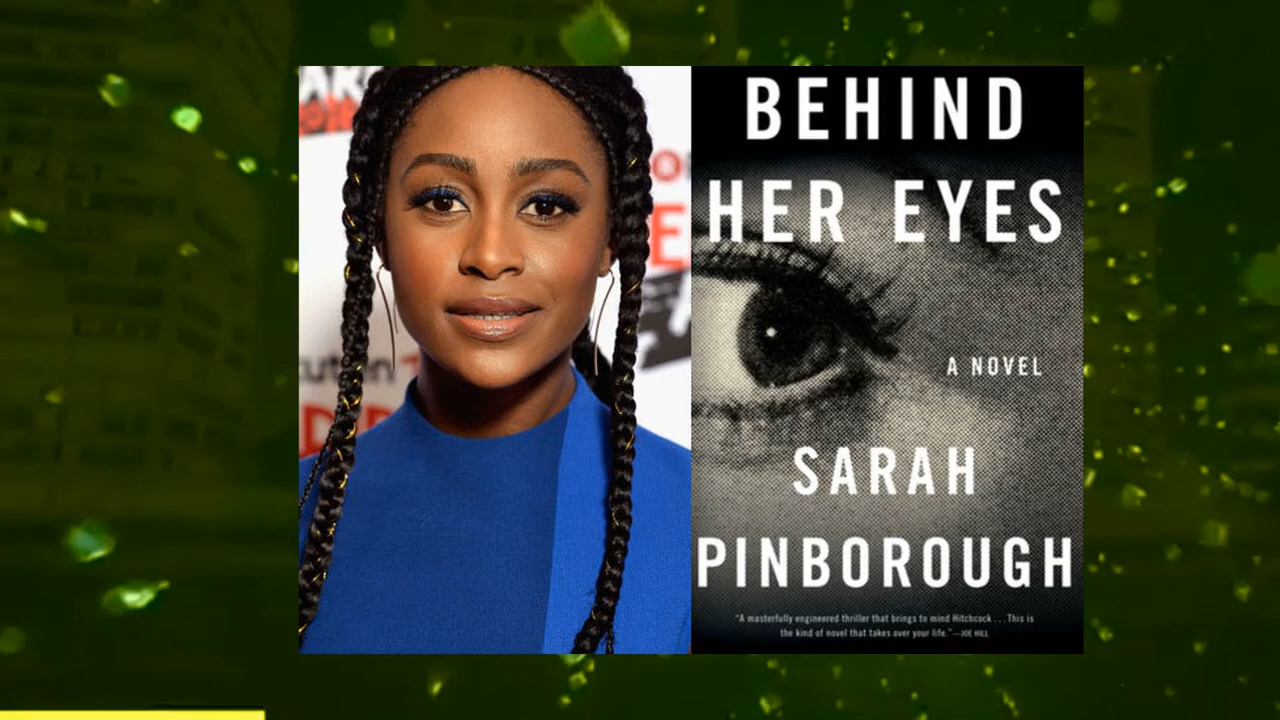 BEHIND
HER EYES
A NOVEL
SARAH
PINBOROUGH
"A masterfully engineered thriller that brings to mind Hitchcock . . . This is
the kind of novel that takes over your life." —JOE HILL